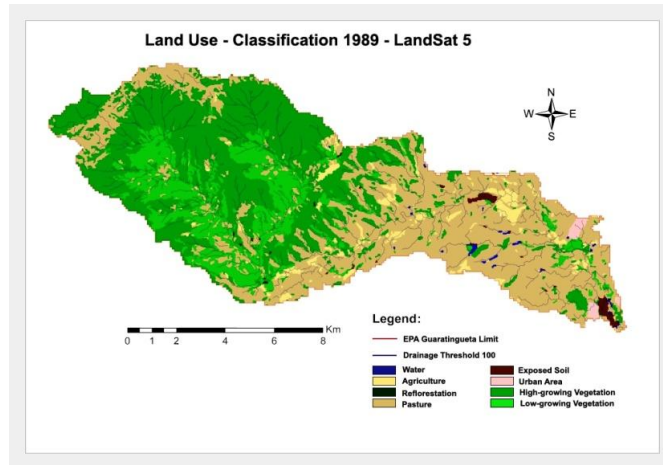 Land Use - Classification 1989 - LandSat 5
N
W E
S
0 1 2 4 6 8 Km
Legend:
EPA Guaratingueta Limit
Drainage Threshold 100
Water
Agriculture
Reflorestation
Pasture
Exposed Soil
Urban Area
High-growing Vegetation
Low-growing Vegetation